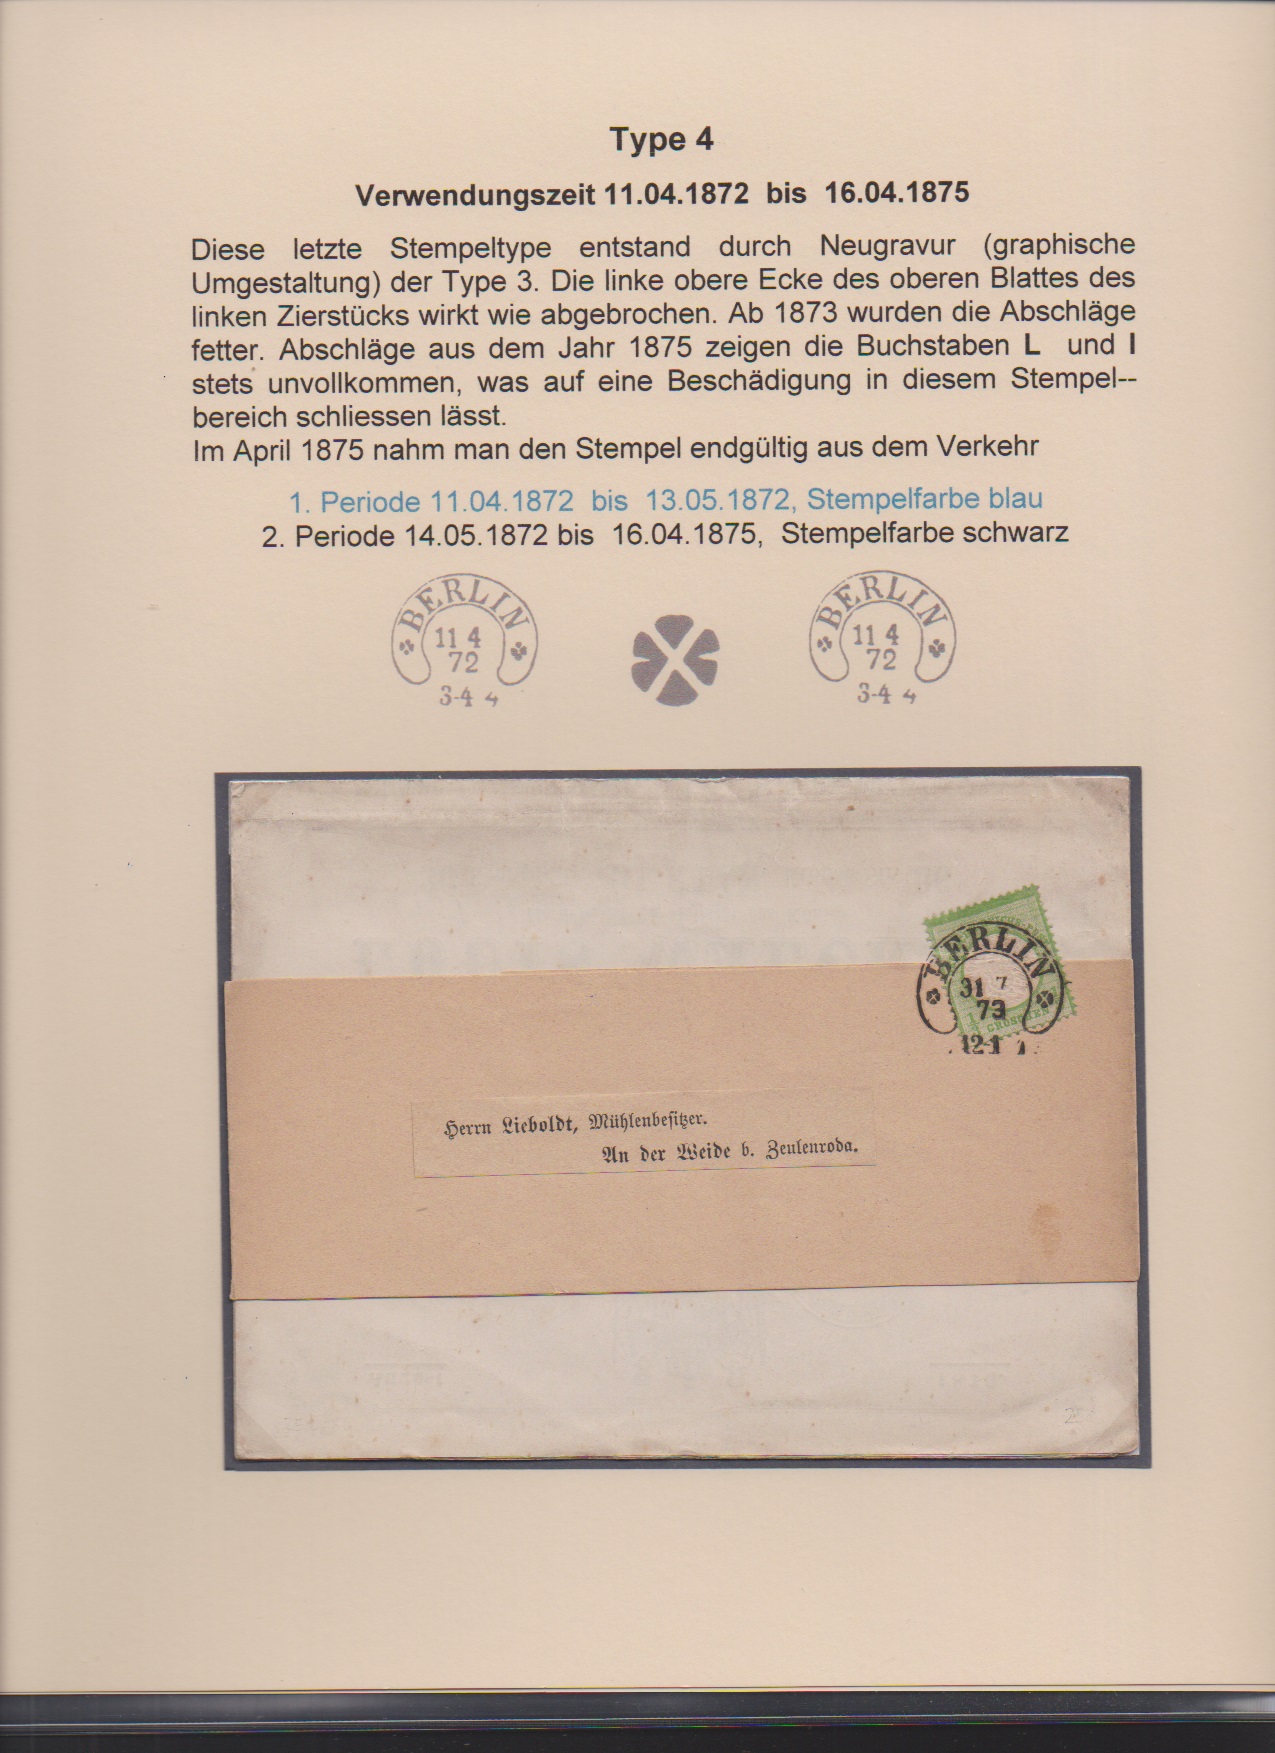 Type 4
Verwendungszeit 11.04.1872 bis 16.04.1875
Diese letzte Stempeltype entstand durch Neugravur (graphische
Umgestaltung) der Type 3. Die linke obere Ecke des oberen Blattes des
linken Zierstücks wirkt wie abgebrochen. Ab 1873 wurden die Abschläge
fetter. Abschläge aus dem Jahr 1875 zeigen die Buchstaben L und I
stets unvollkommen, was auf eine Beschädigung in diesem Stempel--
bereich schliessen lässt.
Im April 1875 nahm man den Stempel endgültig aus dem Verkehr
1. Periode 11.04.1872 bis 13.05.1872, Stempelfarbe blau
2. Periode 14.05.1872 bis 16.04.1875, Stempelfarbe schwarz
BERLIN
11 4
72
3-4 4
BERLIN
11 4
72
3-4 4
BERLIN
31 7
73
12-1
GROSCHEN
Herrn Lieboldt, Mühlenbesitzer.
An der Weide b. Zeulenroda.